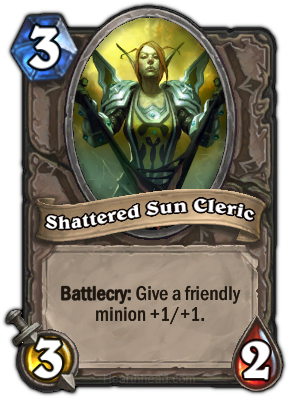 3
Shattered Sun Cleric
Battlecry: Give a friendly
minion +1/+1.
3
2